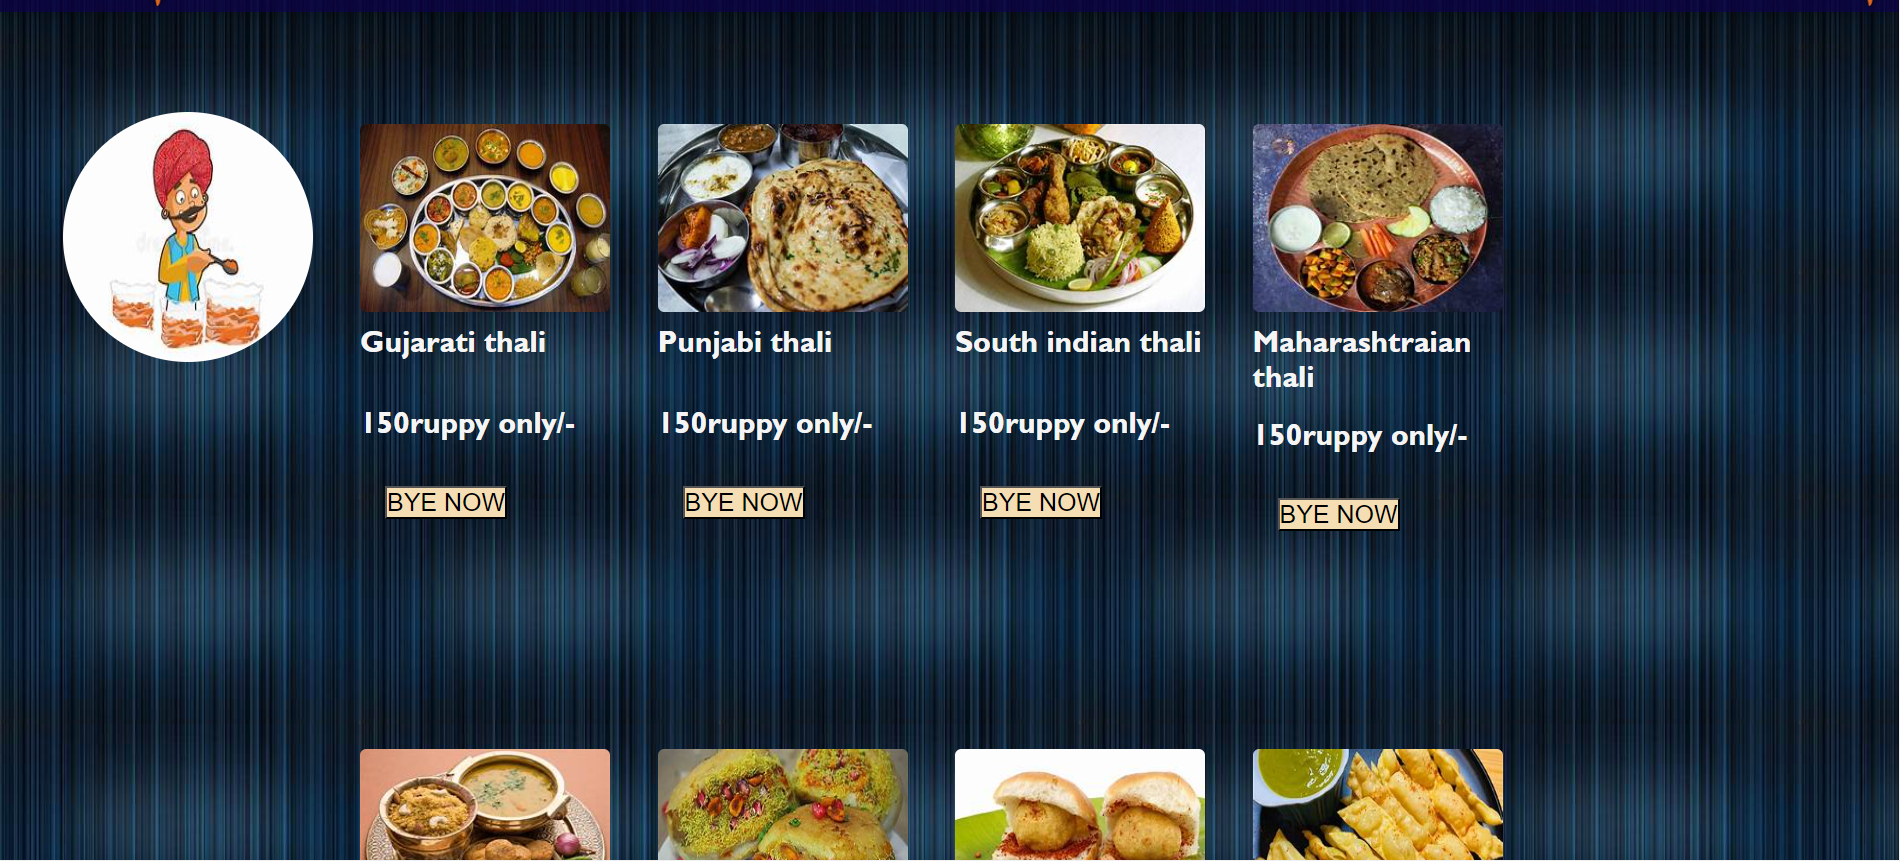 Gujarati thali
150ruppy only/-
BYE NOW
Punjabi thali
150ruppy only/-
BYE NOW
South indian thali
150ruppy only/-
BYE NOW
Maharashtraian
thali
150ruppy only/-
BYE NOW